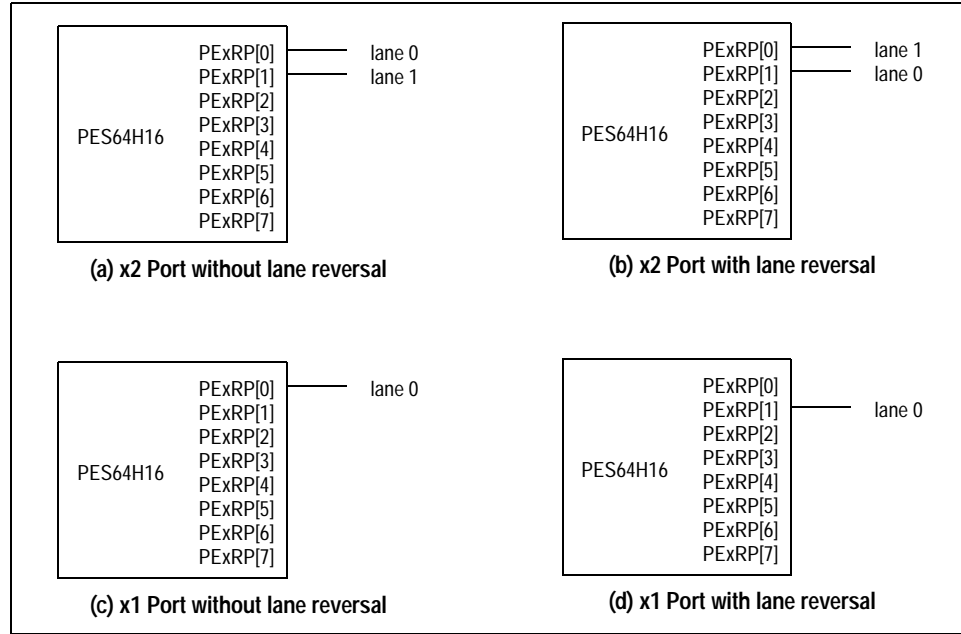 PExRP[0] lane 0
PExRP[1] lane 1
PExRP[2]
PExRP[3]
PES64H16
PExRP[4]
PExRP[5]
PExRP[6]
PExRP[7]
(a) x2 Port without lane reversal
PExRP[0] lane 1
PExRP[1] lane 0
PExRP[2]
PExRP[3]
PES64H16
PExRP[4]
PExRP[5]
PExRP[6]
PExRP[7]
(b) x2 Port with lane reversal
PExRP[0] lane 0
PExRP[1]
PExRP[2]
PExRP[3]
PES64H16
PExRP[4]
PExRP[5]
PExRP[6]
PExRP[7]
(c) x1 Port without lane reversal
PExRP[0]
PExRP[1] lane 0
PExRP[2]
PExRP[3]
PES64H16
PExRP[4]
PExRP[5]
PExRP[6]
PExRP[7]
(d) x1 Port with lane reversal